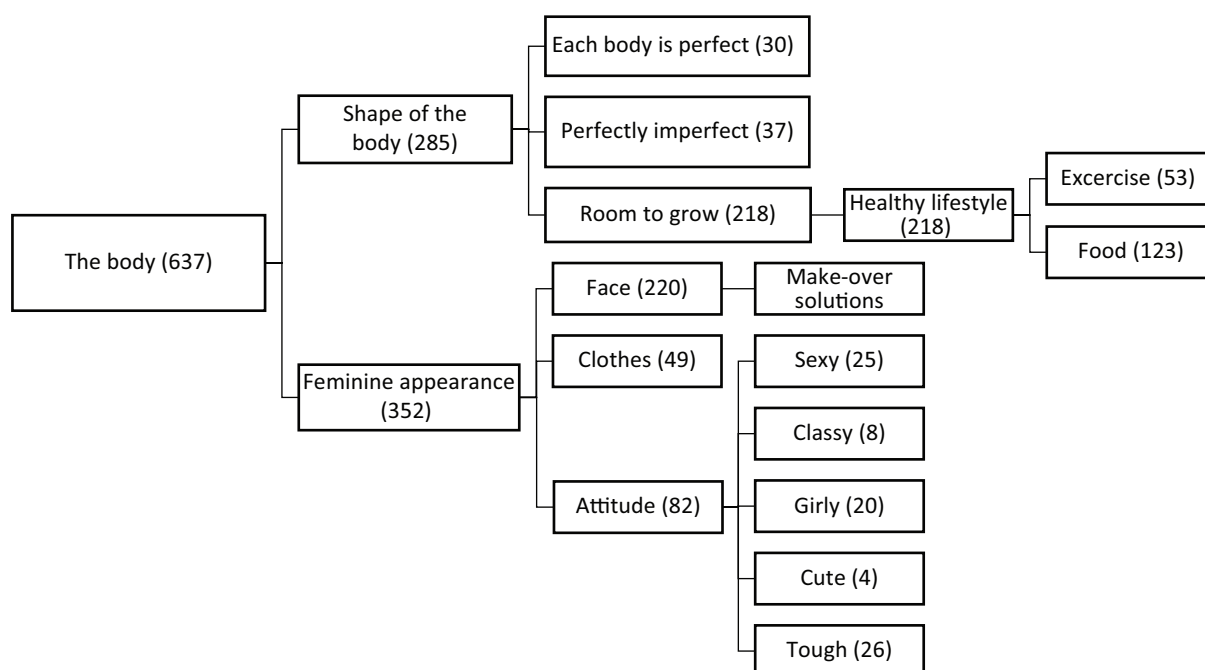 Each body is perfect (30)
Shape of the
body (285)
Perfectly imperfect (37)
Room to grow (218)
Healthy lifestyle
(218)
Excercise (53)
Food (123)
The body (637)
Face (220)
Make-over
solutions
Clothes (49)
Feminine appearance
(352)
Attitude (82)
Sexy (25)
Classy (8)
Girly (20)
Cute (4)
Tough (26)